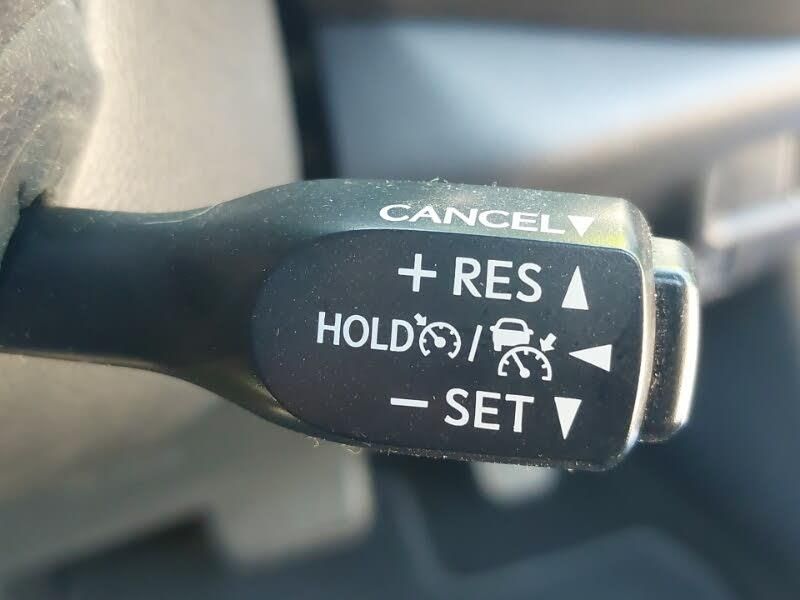 CANCEL
+ RES
HOLD /
− SET